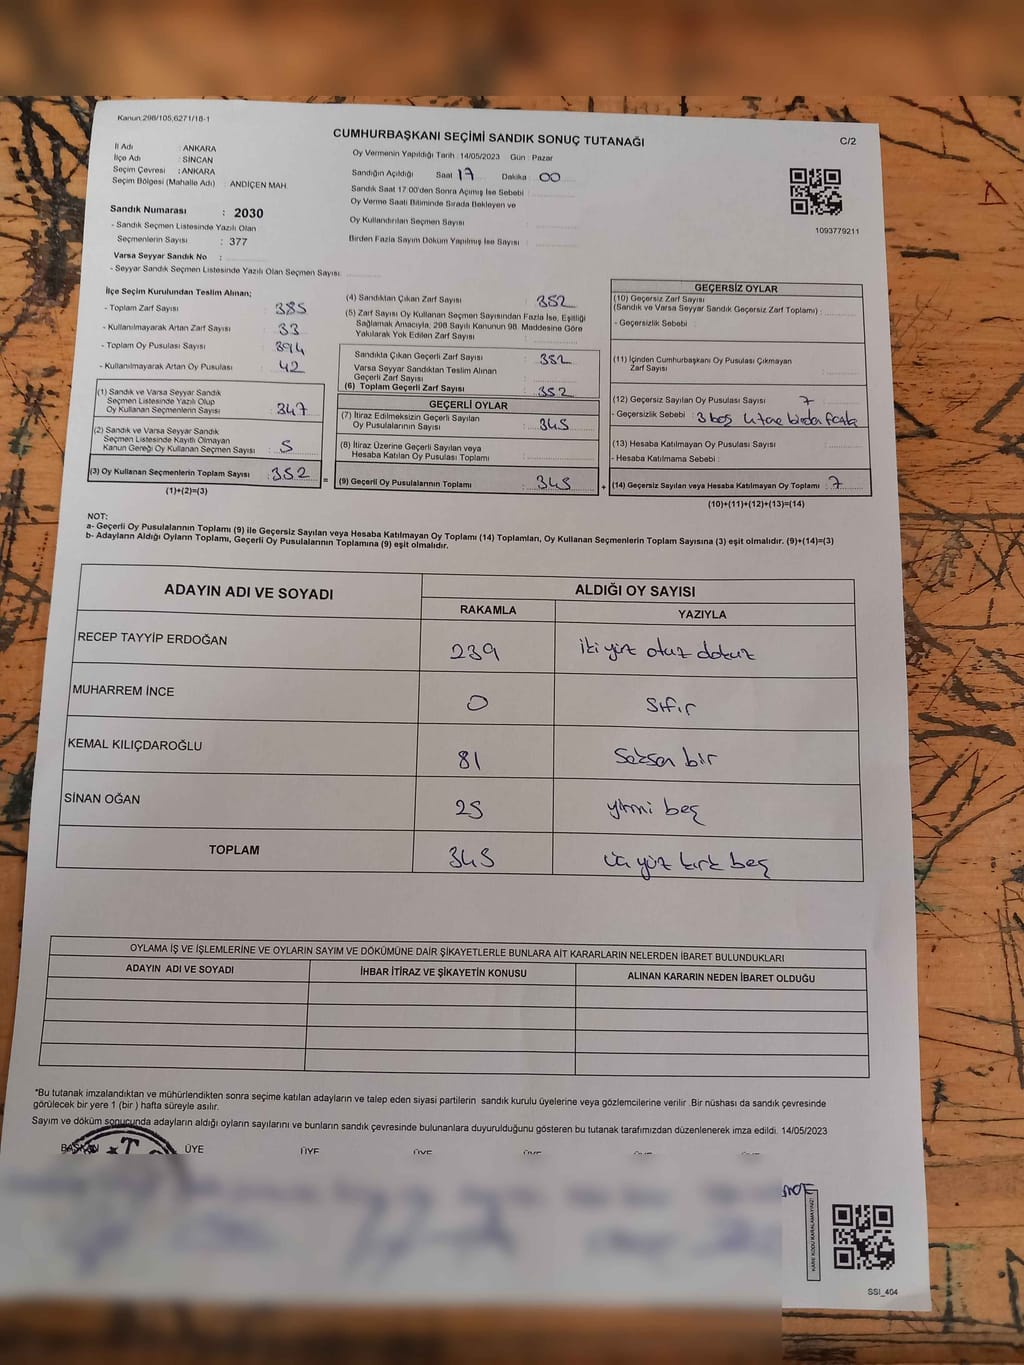 Kanun:298/105,6271/18-1
CUMHURBAŞKANI SEÇİMİ SANDIK SONUÇ TUTANAĞI
C/2
İl Adı : ANKARA
İlçe Adı : SİNCAN
Seçim Çevresi : ANKARA
Seçim Bölgesi (Mahalle Adı) : ANDİÇEN MAH.
Sandık Numarası : 2030
- Sandık Seçmen Listesinde Yazılı Olan
Seçmenlerin Sayısı : 377
Varsa Seyyar Sandık No :
- Seyyar Sandık Seçmen Listesinde Yazılı Olan Seçmen Sayısı:
Oy Vermenin Yapıldığı Tarih : 14/05/2023 Gün : Pazar
Sandığın Açıldığı Saat 17 Dakika 00
Sandık Saat 17.00'den Sonra Açımış İse Sebebi :
Oy Verme Saati Bitiminde Sırada Bekleyen ve
Oy Kullandırılan Seçmen Sayısı :
Birden Fazla Sayım Döküm Yapılmış İse Sayısı :
1093779211
İlçe Seçim Kurulundan Teslim Alınan;
- Toplam Zarf Sayısı : 385
- Kullanılmayarak Artan Zarf Sayısı : 33
- Toplam Oy Pusulası Sayısı : 394
- Kullanılmayarak Artan Oy Pusulası : 42
(1) Sandık ve Varsa Seyyar Sandık
Seçmen Listesinde Yazılı Olup
Oy Kullanan Seçmenlerin Sayısı : 347
(2) Sandık ve Varsa Seyyar Sandık
Seçmen Listesinde Kayıtlı Olmayan
Kanun Gereği Oy Kullanan Seçmen Sayısı : 5
(3) Oy Kullanan Seçmenlerin Toplam Sayısı : 352
(1)+(2)=(3)
(4) Sandıktan Çıkan Zarf Sayısı : 352
(5) Zarf Sayısı Oy Kullanan Seçmen Sayısından Fazla İse, Eşitliği
Sağlamak Amacıyla, 298 Sayılı Kanunun 98. Maddesine Göre
Yakılarak Yok Edilen Zarf Sayısı :
Sandıkta Çıkan Geçerli Zarf Sayısı : 352
Varsa Seyyar Sandıktan Teslim Alınan
Geçerli Zarf Sayısı :
(6) Toplam Geçerli Zarf Sayısı : 352
GEÇERLİ OYLAR
(7) İtiraz Edilmeksizin Geçerli Sayılan
Oy Pusulalarının Sayısı : 345
(8) İtiraz Üzerine Geçerli Sayılan veya
Hesaba Katılan Oy Pusulası Toplamı :
= (9) Geçerli Oy Pusulalarının Toplamı : 345
GEÇERSİZ OYLAR
(10) Geçersiz Zarf Sayısı
(Sandık ve Varsa Seyyar Sandık Geçersiz Zarf Toplamı) :
- Geçersizlik Sebebi :
(11) İçinden Cumhurbaşkanı Oy Pusulası Çıkmayan
Zarf Sayısı :
(12) Geçersiz Sayılan Oy Pusulası Sayısı : 7
- Geçersizlik Sebebi : 3 boş 4 tane birden fazla
(13) Hesaba Katılmayan Oy Pusulası Sayısı :
- Hesaba Katılmama Sebebi :
+ (14) Geçersiz Sayılan veya Hesaba Katılmayan Oy Toplamı : 7
(10)+(11)+(12)+(13)=(14)
NOT:
a- Geçerli Oy Pusulalarının Toplamı (9) ile Geçersiz Sayılan veya Hesaba Katılmayan Oy Toplamı (14) Toplamları, Oy Kullanan Seçmenlerin Toplam Sayısına (3) eşit olmalıdır. (9)+(14)=(3)
b- Adayların Aldığı Oyların Toplamı, Geçerli Oy Pusulalarının Toplamına (9) eşit olmalıdır.
ADAYIN ADI VE SOYADI ALDIĞI OY SAYISI
RAKAMLA YAZIYLA
RECEP TAYYİP ERDOĞAN 239 iki yüz otuz dokuz
MUHARREM İNCE 0 sıfır
KEMAL KILIÇDAROĞLU 81 Seksen bir
SİNAN OĞAN 25 yirmi beş
TOPLAM 345 üç yüz kırk beş
OYLAMA İŞ VE İŞLEMLERİNE VE OYLARIN SAYIM VE DÖKÜMÜNE DAİR ŞİKAYETLERLE BUNLARA AİT KARARLARIN NELERDEN İBARET BULUNDUKLARI
ADAYIN ADI VE SOYADI İHBAR İTİRAZ VE ŞİKAYETİN KONUSU ALINAN KARARIN NEDEN İBARET OLDUĞU
*Bu tutanak imzalandıktan ve mühürlendikten sonra seçime katılan adayların ve talep eden siyasi partilerin sandık kurulu üyelerine veya gözlemcilerine verilir .Bir nüshası da sandık çevresinde
görülecek bir yere 1 (bir ) hafta süreyle asılır.
Sayım ve döküm sonucunda adayların aldığı oyların sayılarını ve bunların sandık çevresinde bulunanlara duyurulduğunu gösteren bu tutanak tarafımızdan düzenlenerek imza edildi. 14/05/2023
BAŞKAN ÜYE ÜYE ÜYE ÜYE
SSI_404